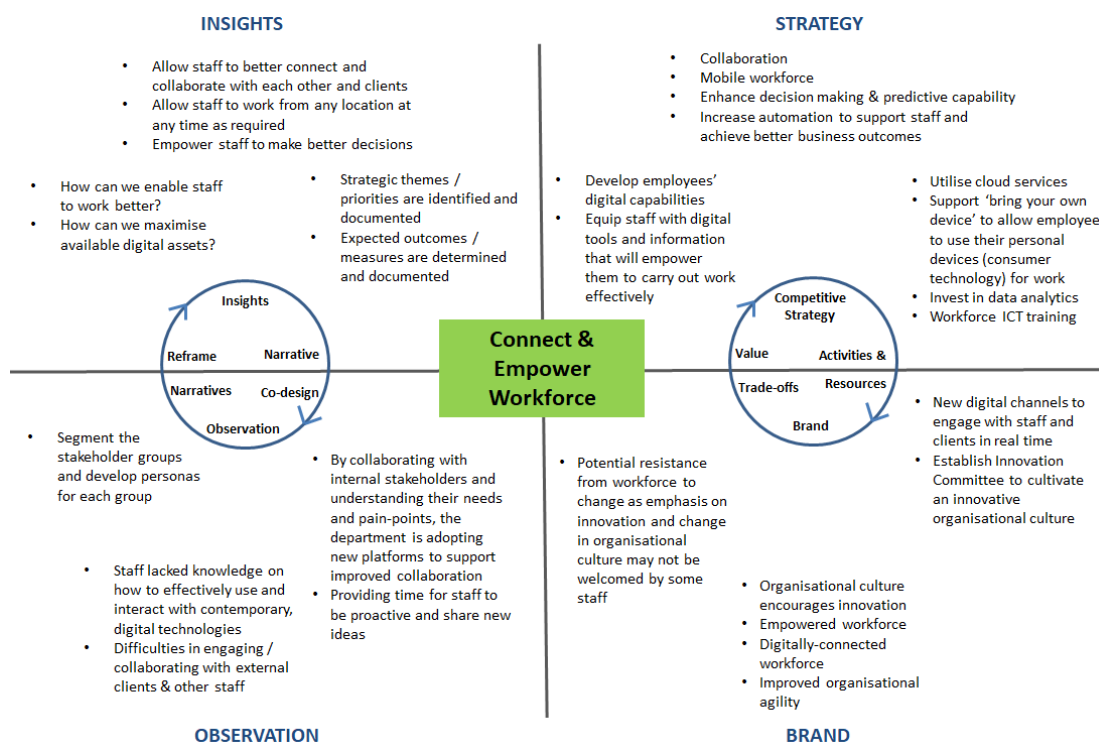 INSIGHTS
• Allow staff to better connect and
collaborate with each other and clients
• Allow staff to work from any location at
any time as required
• Empower staff to make better decisions
• How can we enable staff
to work better?
• How can we maximise
available digital assets?
• Strategic themes /
priorities are identified and
documented
• Expected outcomes /
measures are determined
and documented
Insights
Reframe
Narrative
Narratives
Co-design
Observation
• Segment the
stakeholder groups
and develop personas
for each group
• By collaborating with
internal stakeholders and
understanding their needs
and pain-points, the
department is adopting
new platforms to support
improved collaboration
• Providing time for staff to
be proactive and share new
ideas
• Staff lacked knowledge on
how to effectively use and
interact with contemporary,
digital technologies
• Difficulties in engaging /
collaborating with external
clients & other staff
OBSERVATION
Connect &
Empower
Workforce
STRATEGY
• Collaboration
• Mobile workforce
• Enhance decision making & predictive capability
• Increase automation to support staff and
achieve better business outcomes
• Develop employees’
digital capabilities
• Equip staff with digital
tools and information
that will empower
them to carry out work
effectively
• Utilise cloud services
• Support ‘bring your own
device’ to allow employee
to use their personal
devices (consumer
technology) for work
• Invest in data analytics
• Workforce ICT training
Competitive
Strategy
Value
Activities &
Trade-offs
Resources
Brand
• New digital channels to
engage with staff and
clients in real time
• Establish Innovation
Committee to cultivate
an innovative
organisational culture
• Potential resistance
from workforce to
change as emphasis on
innovation and change
in organisational
culture may not be
welcomed by some
staff
• Organisational culture
encourages innovation
• Empowered workforce
• Digitally-connected
workforce
• Improved organisational
agility
BRAND